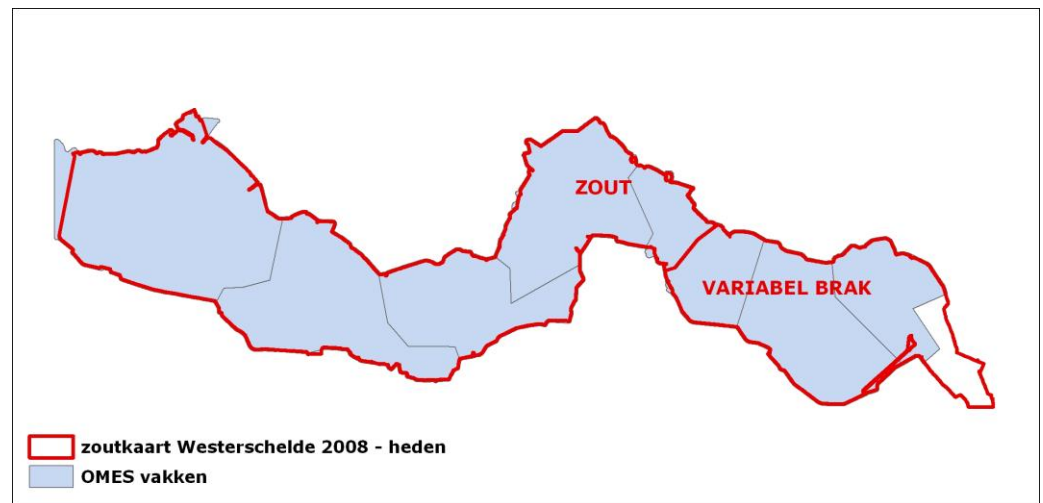 ZOUT
VARIABEL BRAK
zoutkaart Westerschelde 2008 - heden
OMES vakken